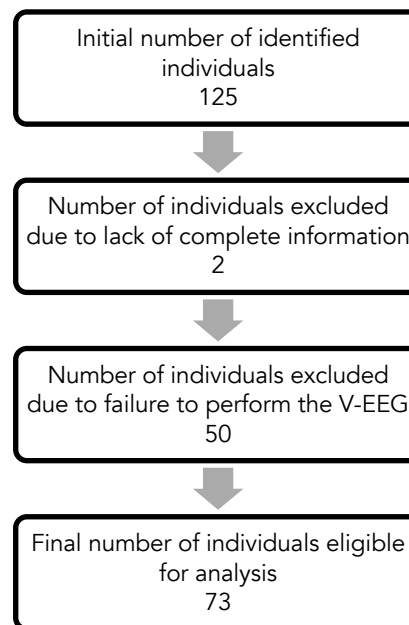 Initial number of identified
individuals
125
Number of individuals excluded
due to lack of complete information
2
Number of individuals excluded
due to failure to perform the V-EEG
50
Final number of individuals eligible
for analysis
73